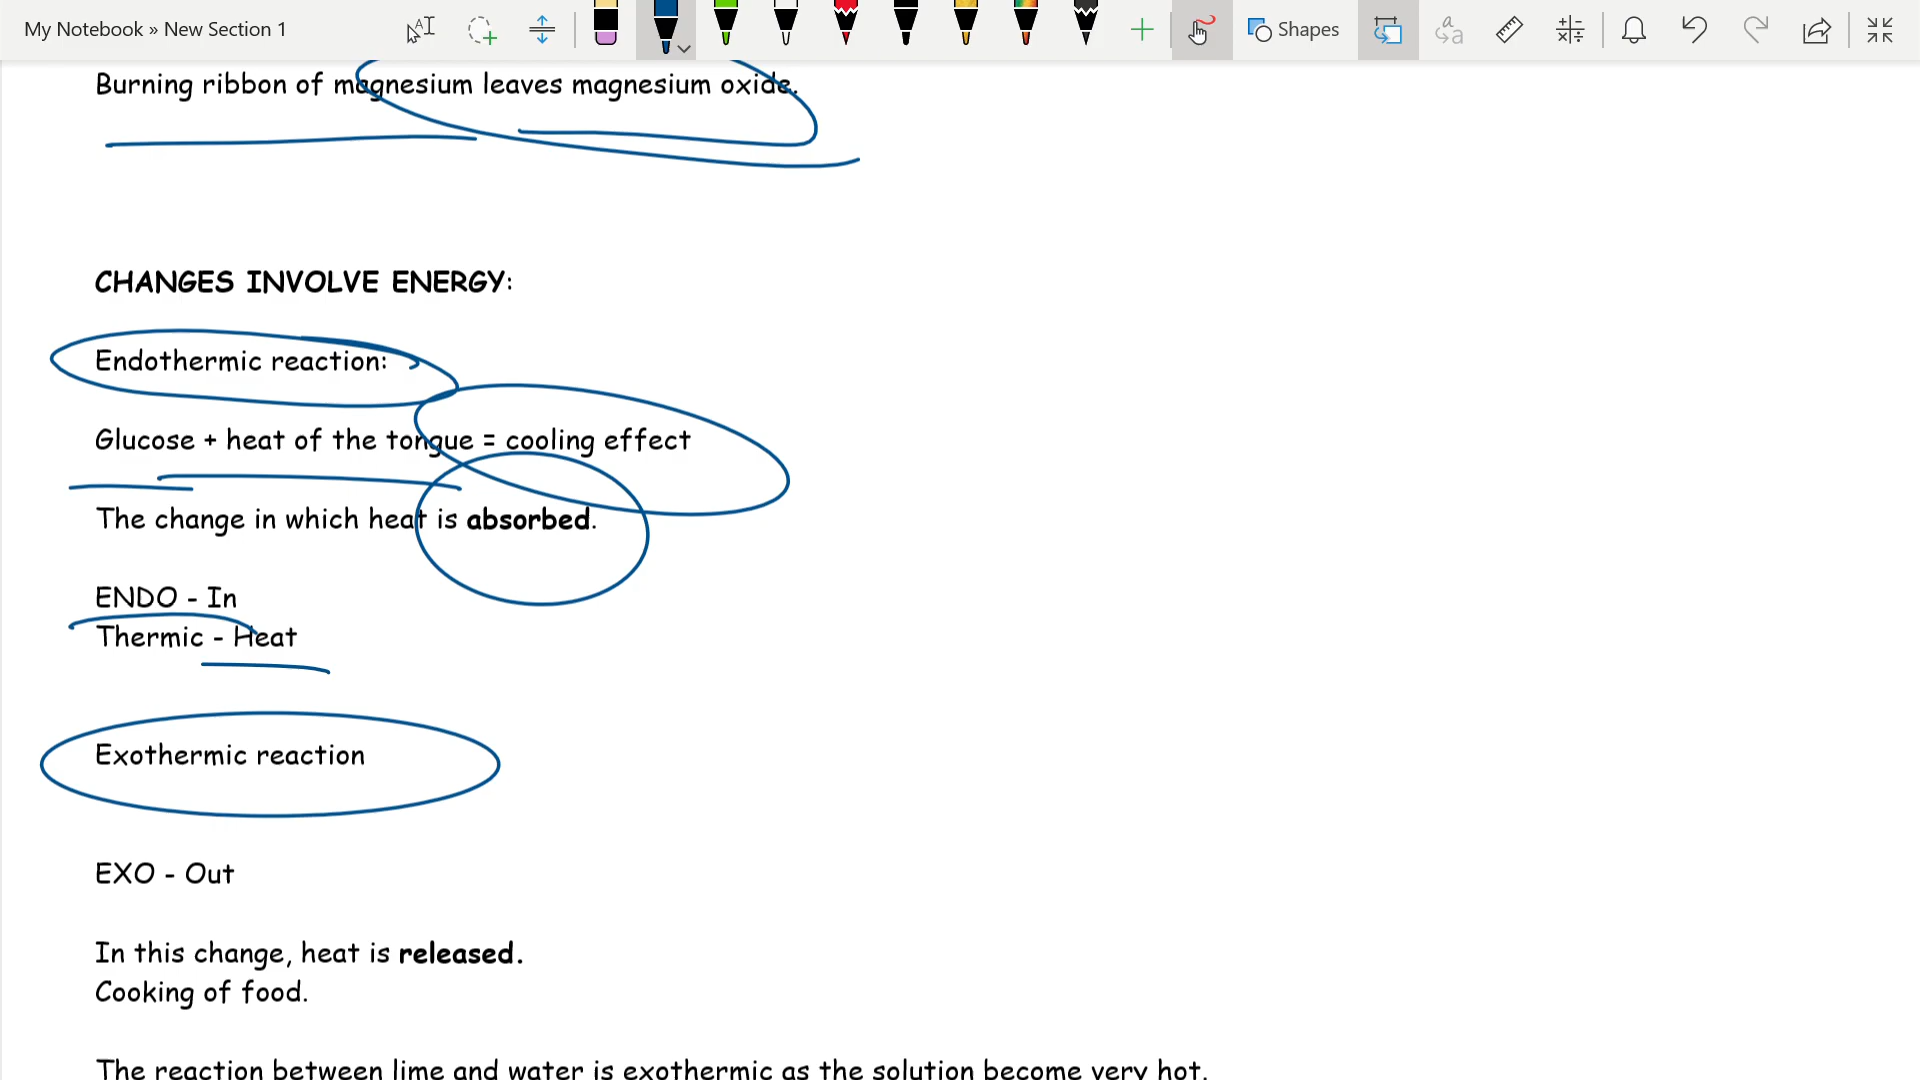 My Notebook » New Section 1
Shapes
Burning ribbon of magnesium leaves magnesium oxide.
CHANGES INVOLVE ENERGY:
Endothermic reaction:
Glucose + heat of the tongue = cooling effect
The change in which heat is absorbed.
ENDO - In
Thermic - Heat
Exothermic reaction
EXO - Out
In this change, heat is released.
Cooking of food.
The reaction between lime and water is exothermic as the solution become very hot.